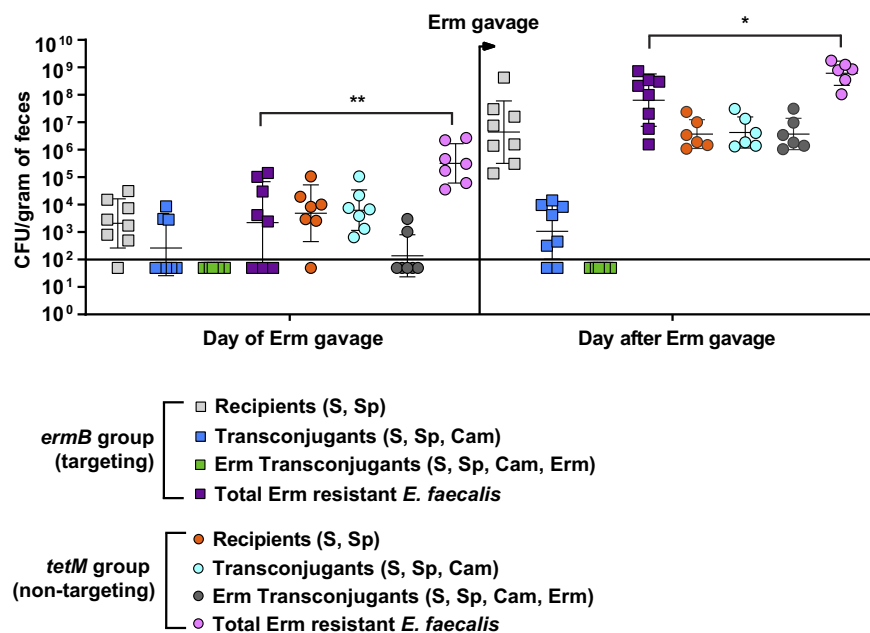 Erm gavage
*
**
CFU/gram of feces
10^10
10^9
10^8
10^7
10^6
10^5
10^4
10^3
10^2
10^1
10^0
Day of Erm gavage
Day after Erm gavage
ermB group
(targeting)
Recipients (S, Sp)
Transconjugants (S, Sp, Cam)
Erm Transconjugants (S, Sp, Cam, Erm)
Total Erm resistant E. faecalis
tetM group
(non-targeting)
Recipients (S, Sp)
Transconjugants (S, Sp, Cam)
Erm Transconjugants (S, Sp, Cam, Erm)
Total Erm resistant E. faecalis